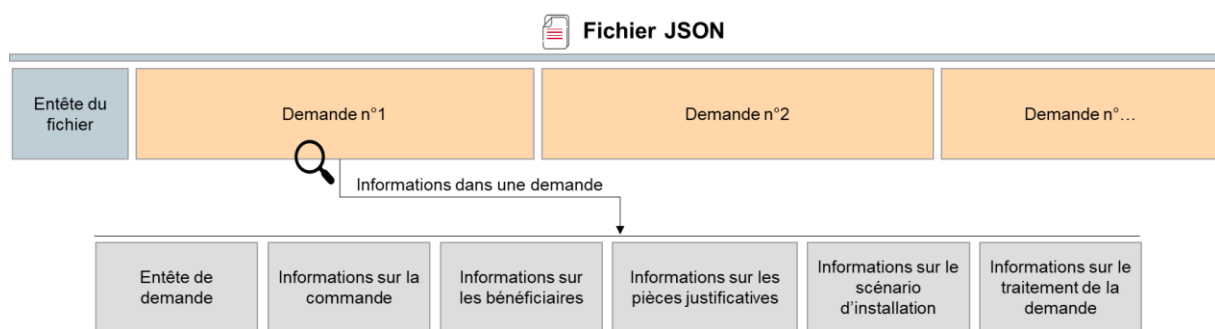 Fichier JSON
Entête du
fichier
Demande n°1
Demande n°2
Demande n°…
Informations dans une demande
Entête de
demande
Informations sur la
commande
Informations sur
les bénéficiaires
Informations sur les
pièces justificatives
Informations sur le
scénario
d’installation
Informations sur le
traitement de la
demande